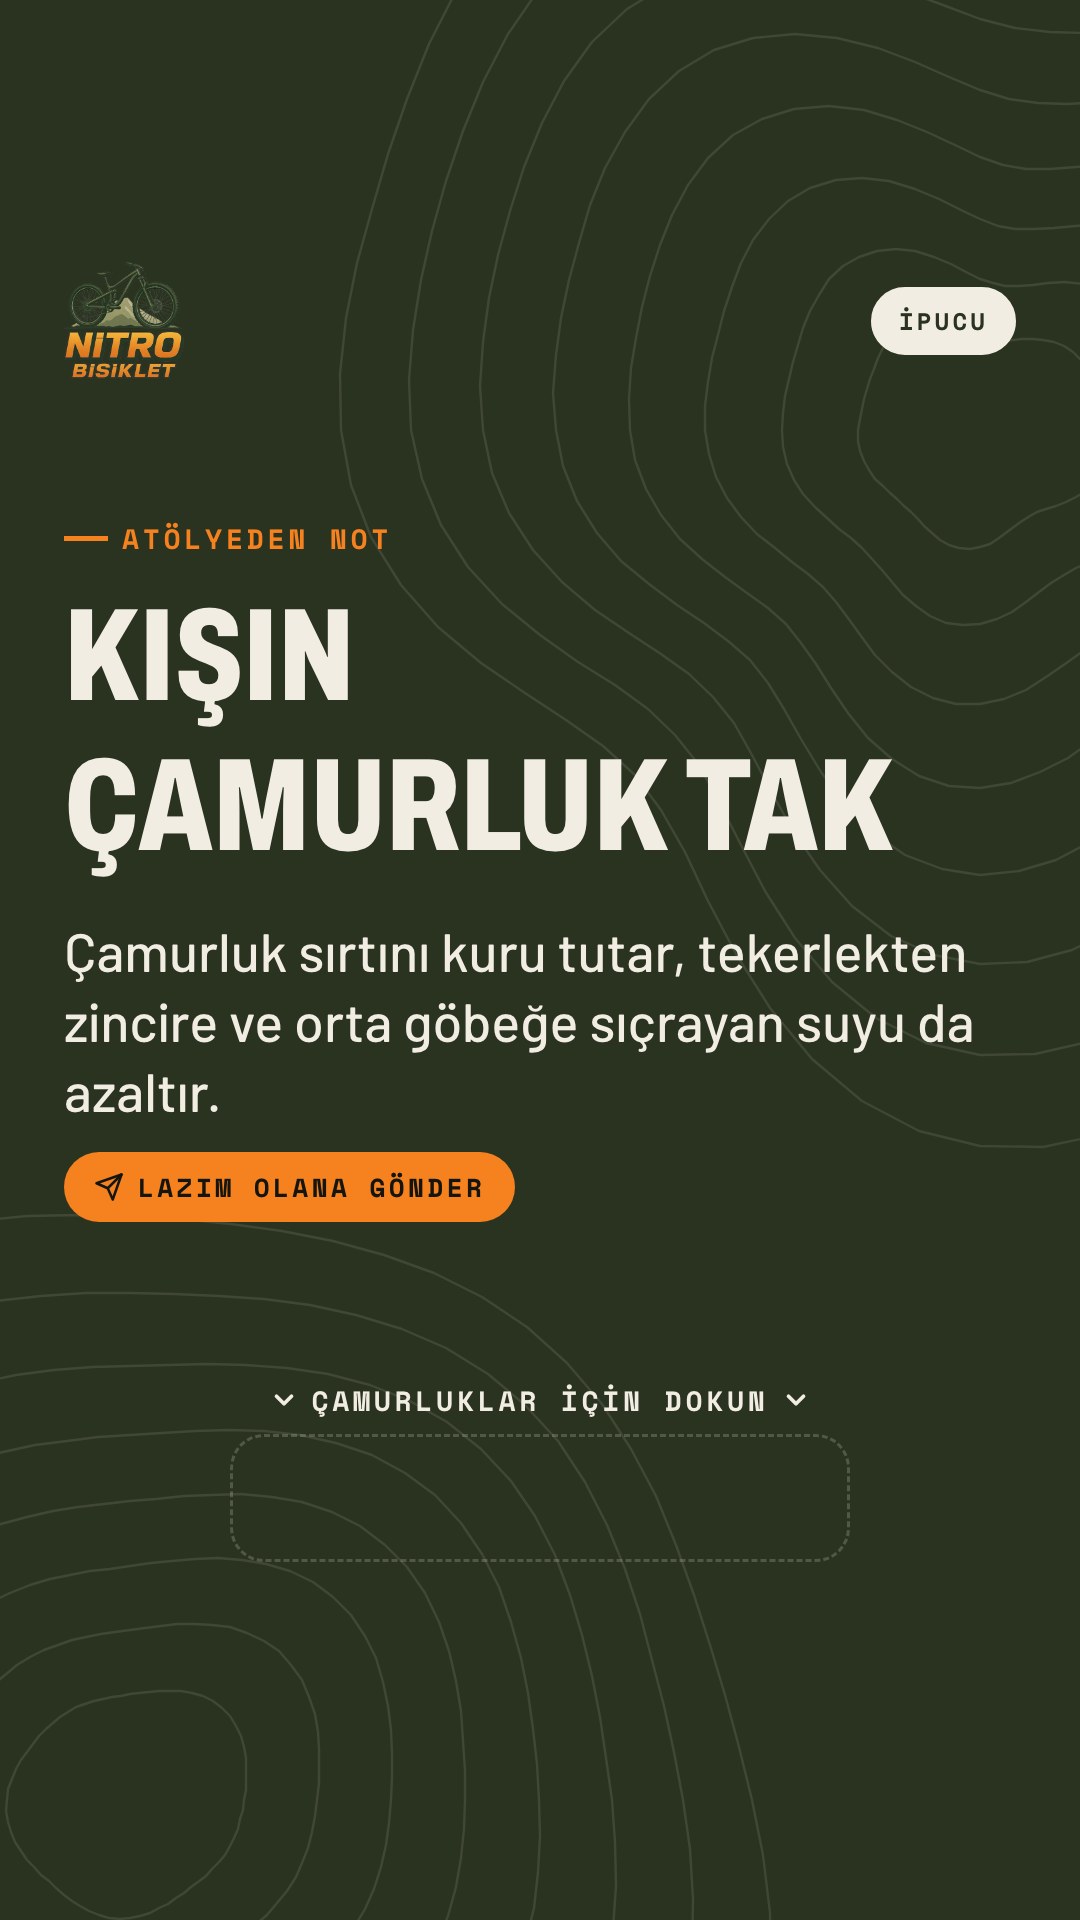 NiTRO
BiSiKLET
İPUCU
ATÖLYEDEN NOT
KIŞIN
ÇAMURLUK TAK
Çamurluk sırtını kuru tutar, tekerlekten
zincire ve orta göbeğe sıçrayan suyu da
azaltır.
LAZIM OLANA GÖNDER
ÇAMURLUKLAR İÇİN DOKUN